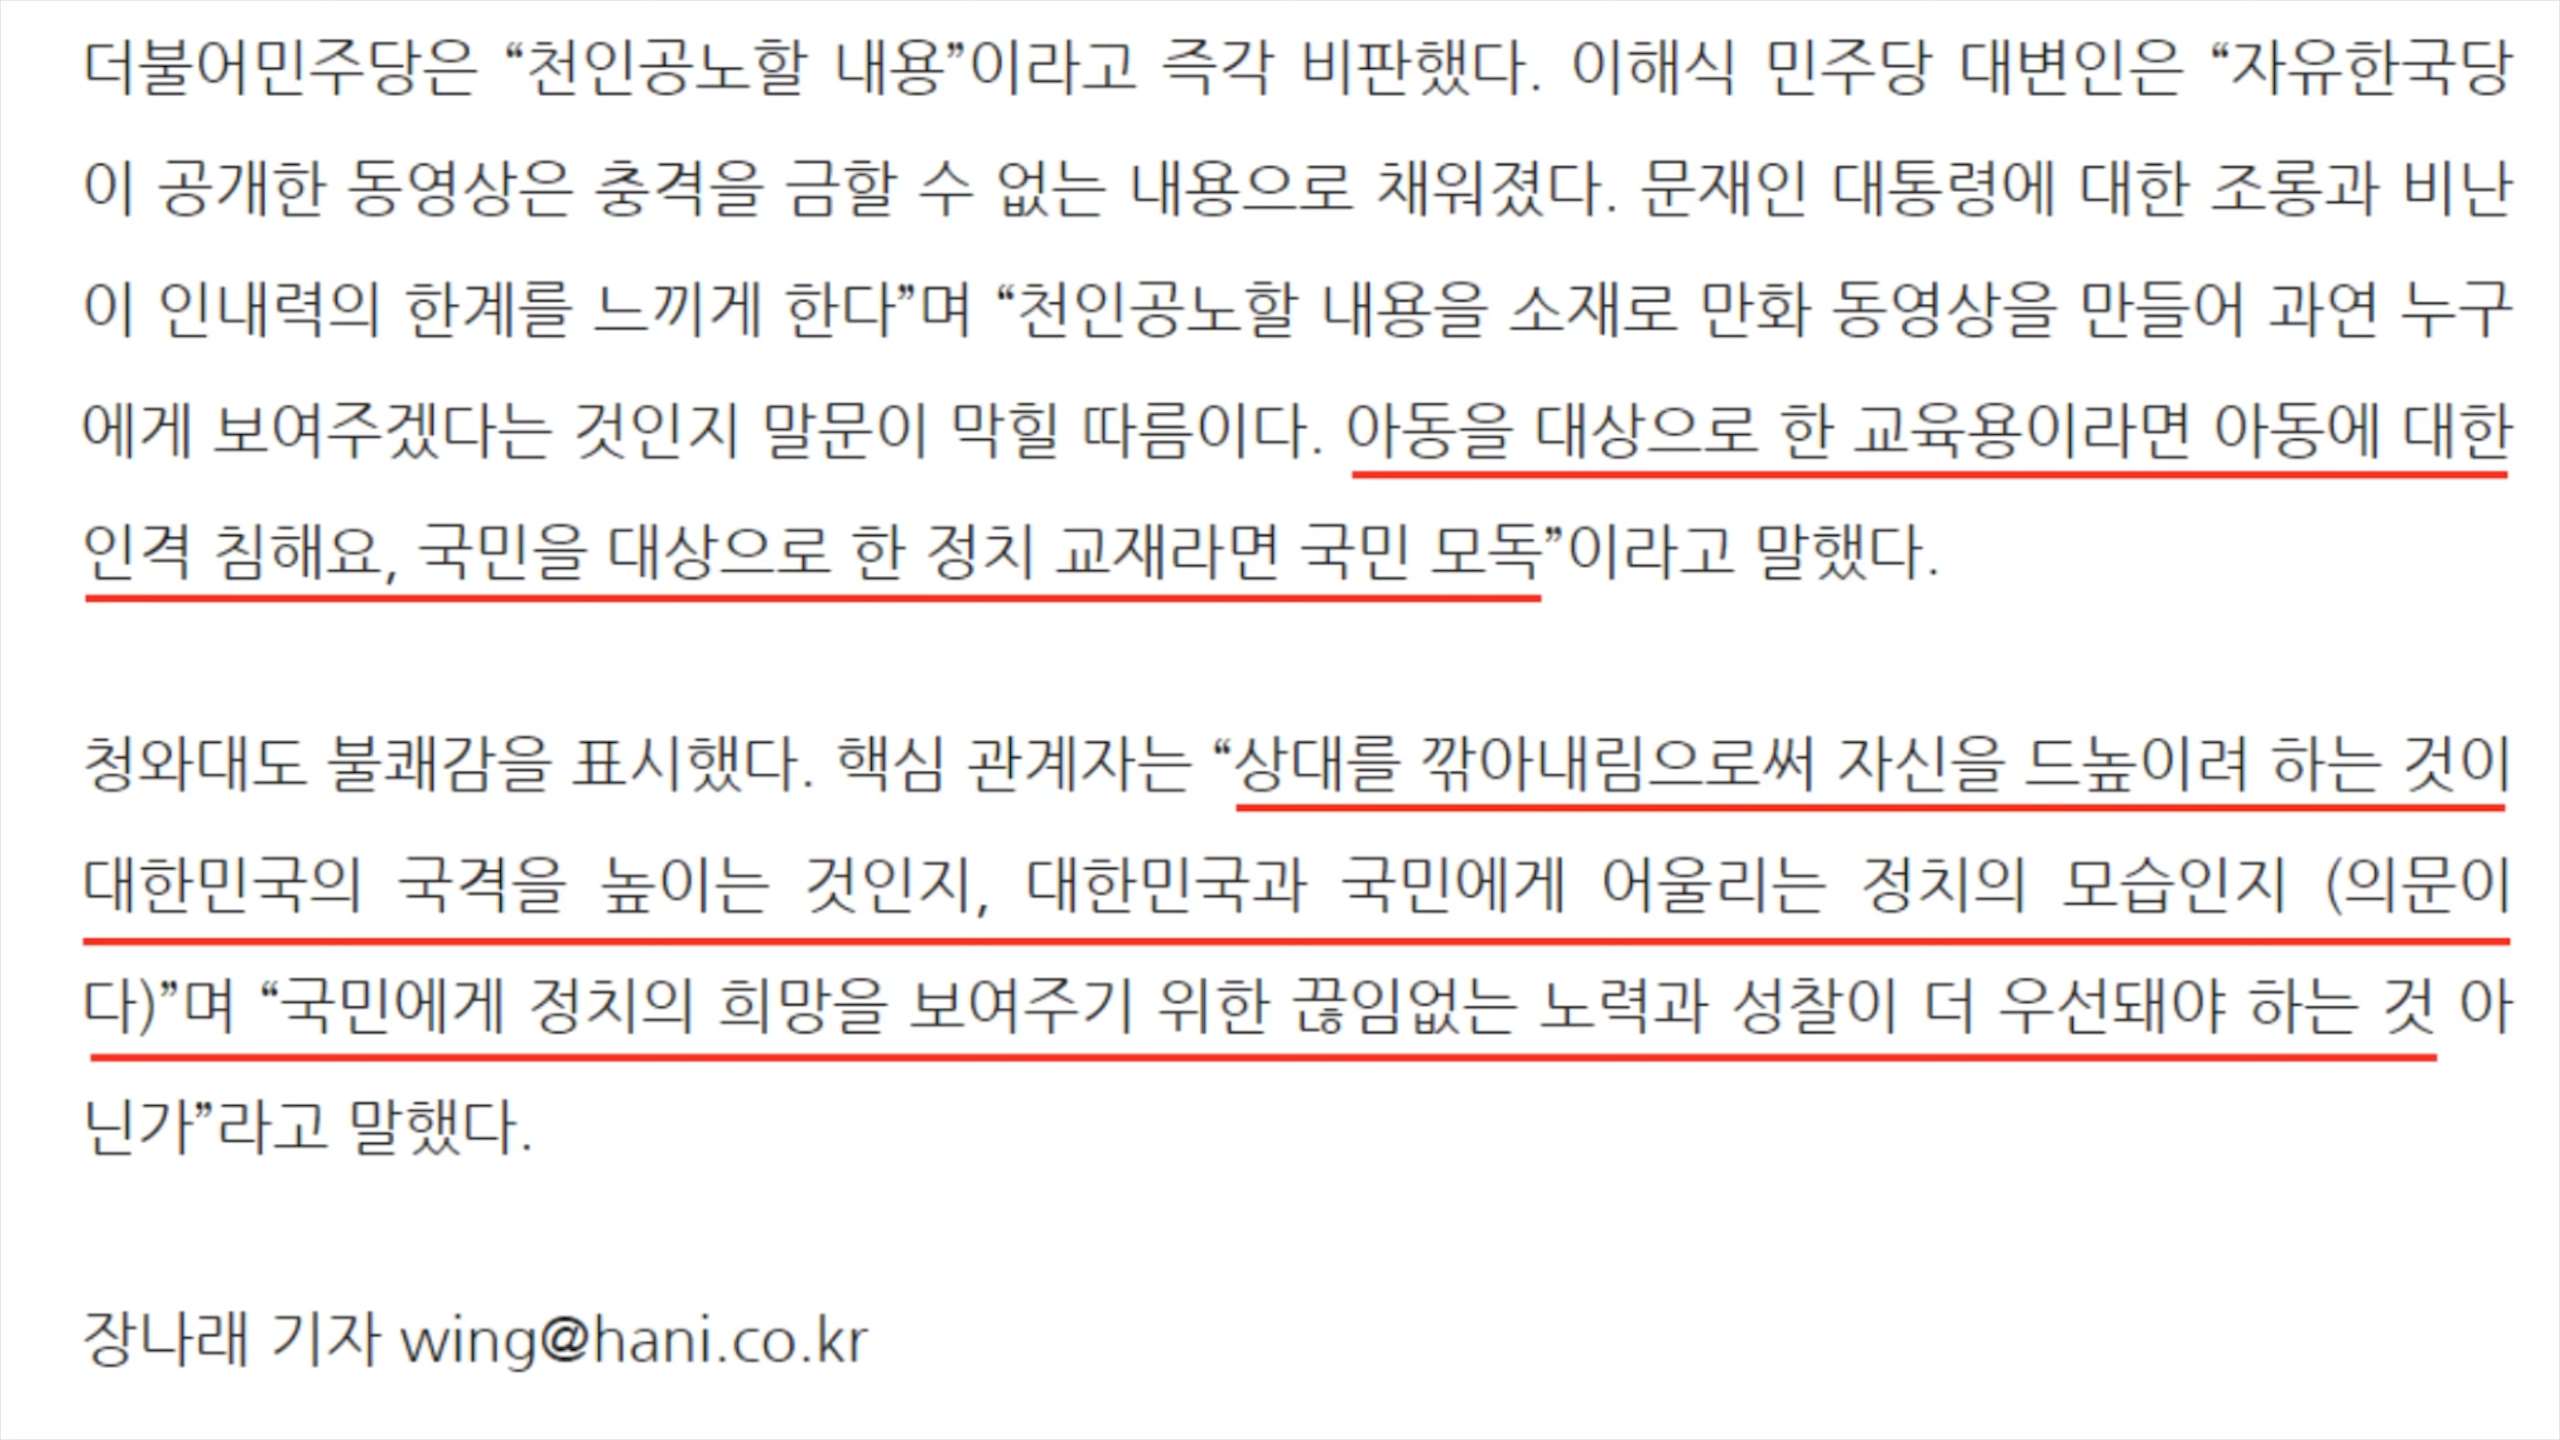 더불어민주당은 “천인공노할 내용”이라고 즉각 비판했다. 이해식 민주당 대변인은 “자유한국당
이 공개한 동영상은 충격을 금할 수 없는 내용으로 채워졌다. 문재인 대통령에 대한 조롱과 비난
이 인내력의 한계를 느끼게 한다”며 “천인공노할 내용을 소재로 만화 동영상을 만들어 과연 누구
에게 보여주겠다는 것인지 말문이 막힐 따름이다. 아동을 대상으로 한 교육용이라면 아동에 대한
인격 침해요, 국민을 대상으로 한 정치 교재라면 국민 모독”이라고 말했다.
청와대도 불쾌감을 표시했다. 핵심 관계자는 “상대를 깎아내림으로써 자신을 드높이려 하는 것이
대한민국의 국격을 높이는 것인지, 대한민국과 국민에게 어울리는 정치의 모습인지 (의문이
다)”며 “국민에게 정치의 희망을 보여주기 위한 끊임없는 노력과 성찰이 더 우선돼야 하는 것 아
닌가”라고 말했다.
장나래 기자 wing@hani.co.kr